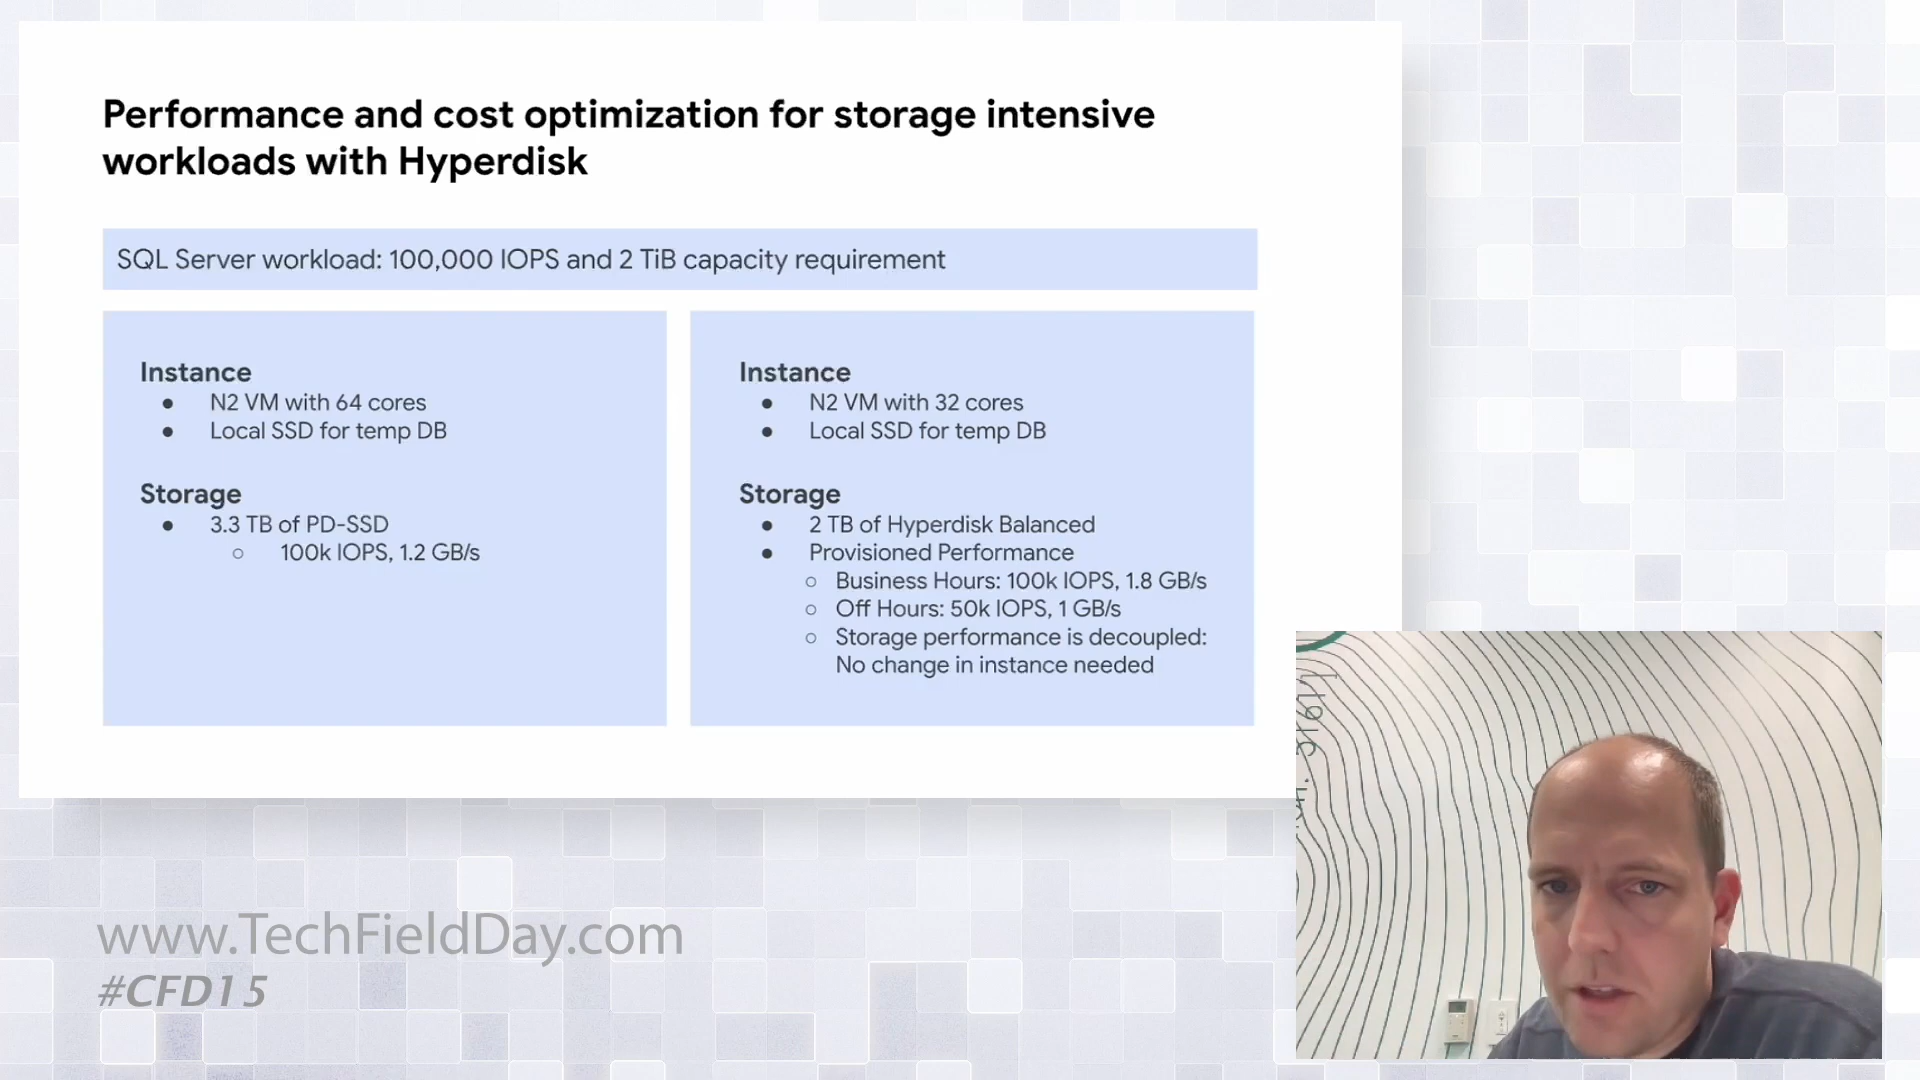 Performance and cost optimization for storage intensive
workloads with Hyperdisk
SQL Server workload: 100,000 IOPS and 2 TiB capacity requirement
Instance
● N2 VM with 64 cores
● Local SSD for temp DB
Storage
● 3.3 TB of PD-SSD
○ 100k IOPS, 1.2 GB/s
Instance
● N2 VM with 32 cores
● Local SSD for temp DB
Storage
● 2 TB of Hyperdisk Balanced
● Provisioned Performance
○ Business Hours: 100k IOPS, 1.8 GB/s
○ Off Hours: 50k IOPS, 1 GB/s
○ Storage performance is decoupled:
No change in instance needed
www.TechFieldDay.com
#CFD15